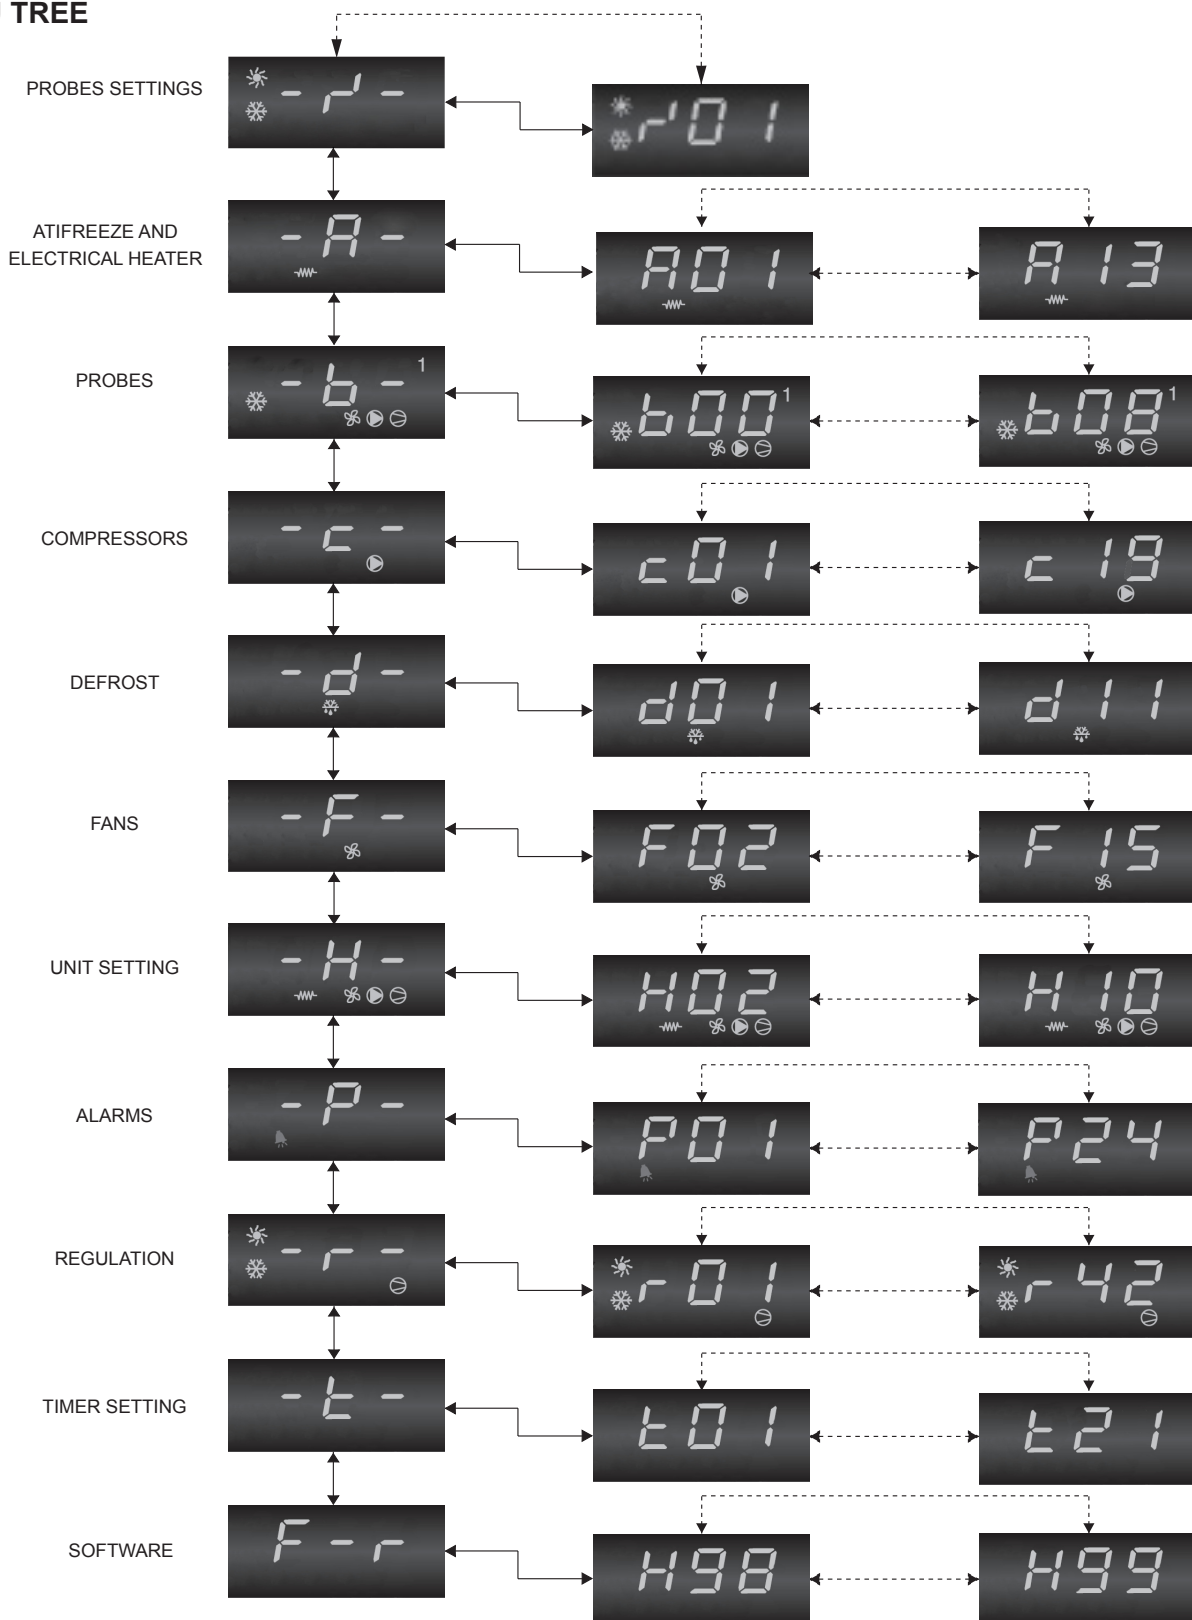 TREE
PROBES SETTINGS
-/-
/01
ATIFREEZE AND
ELECTRICAL HEATER
-A-
A01
A13
PROBES
-b- 1
b00 1
b08 1
COMPRESSORS
-c-
c01
c19
DEFROST
-d-
d01
d11
FANS
-F-
F02
F15
UNIT SETTING
-H-
H02
H10
ALARMS
-P-
P01
P24
REGULATION
-r-
r01
r42
TIMER SETTING
-t-
t01
t21
SOFTWARE
F-r
H98
H99